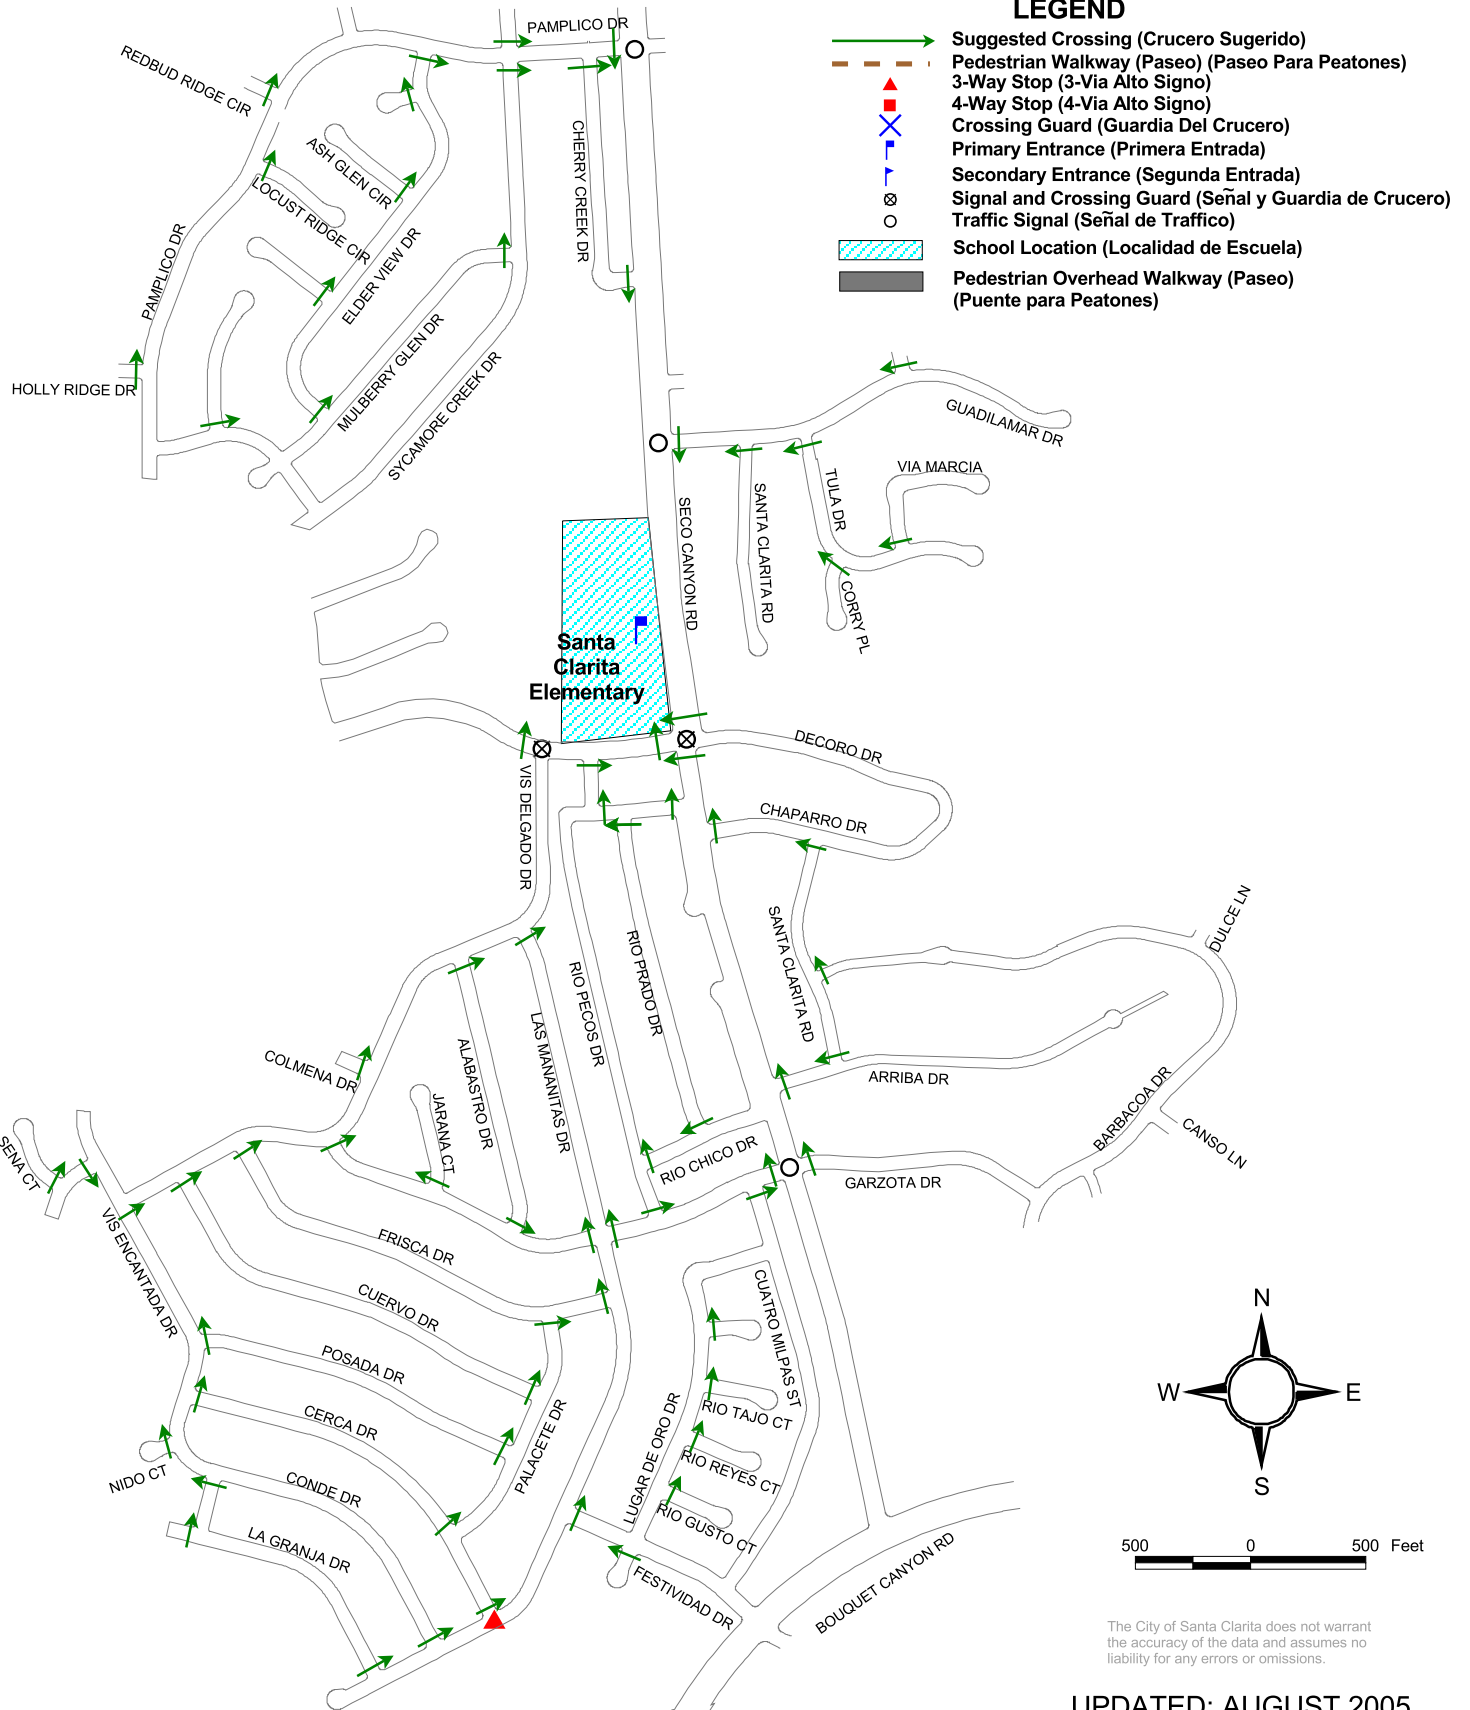 LEGEND
Suggested Crossing (Crucero Sugerido)
Pedestrian Walkway (Paseo) (Paseo Para Peatones)
3-Way Stop (3-Via Alto Signo)
4-Way Stop (4-Via Alto Signo)
Crossing Guard (Guardia Del Crucero)
Primary Entrance (Primera Entrada)
Secondary Entrance (Segunda Entrada)
Signal and Crossing Guard (Señal y Guardia de Crucero)
Traffic Signal (Señal de Traffico)
School Location (Localidad de Escuela)
Pedestrian Overhead Walkway (Paseo)
(Puente para Peatones)
PAMPLICO DR
REDBUD RIDGE CIR
ASH GLEN CIR
CHERRY CREEK DR
LOCUST RIDGE CIR
PAMPLICO DR
ELDER VIEW DR
HOLLY RIDGE DR
MULBERRY GLEN DR
SYCAMORE CREEK DR
GUADILAMAR DR
VIA MARCIA
TULA DR
SANTA CLARITA RD
SECO CANYON RD
CORRY PL
Santa
Clarita
Elementary
DECORO DR
VIS DELGADO DR
CHAPARRO DR
DULCE LN
SANTA CLARITA RD
RIO PRADO DR
RIO PECOS DR
LAS MANANITAS DR
ALABASTRO DR
COLMENA DR
JARANA CT
ARRIBA DR
BARBACOA DR
CANSO LN
SENA CT
RIO CHICO DR
GARZOTA DR
VIS ENCANTADA DR
FRISCA DR
CUERVO DR
CUATRO MILPAS ST
POSADA DR
CERCA DR
PALACETE DR
LUGAR DE ORO DR
RIO TAJO CT
RIO REYES CT
NIDO CT
CONDE DR
RIO GUSTO CT
LA GRANJA DR
FESTIVIDAD DR
BOUQUET CANYON RD
N
W
E
S
500 0 500 Feet
The City of Santa Clarita does not warrant
the accuracy of the data and assumes no
liability for any errors or omissions.
UPDATED: AUGUST 2005